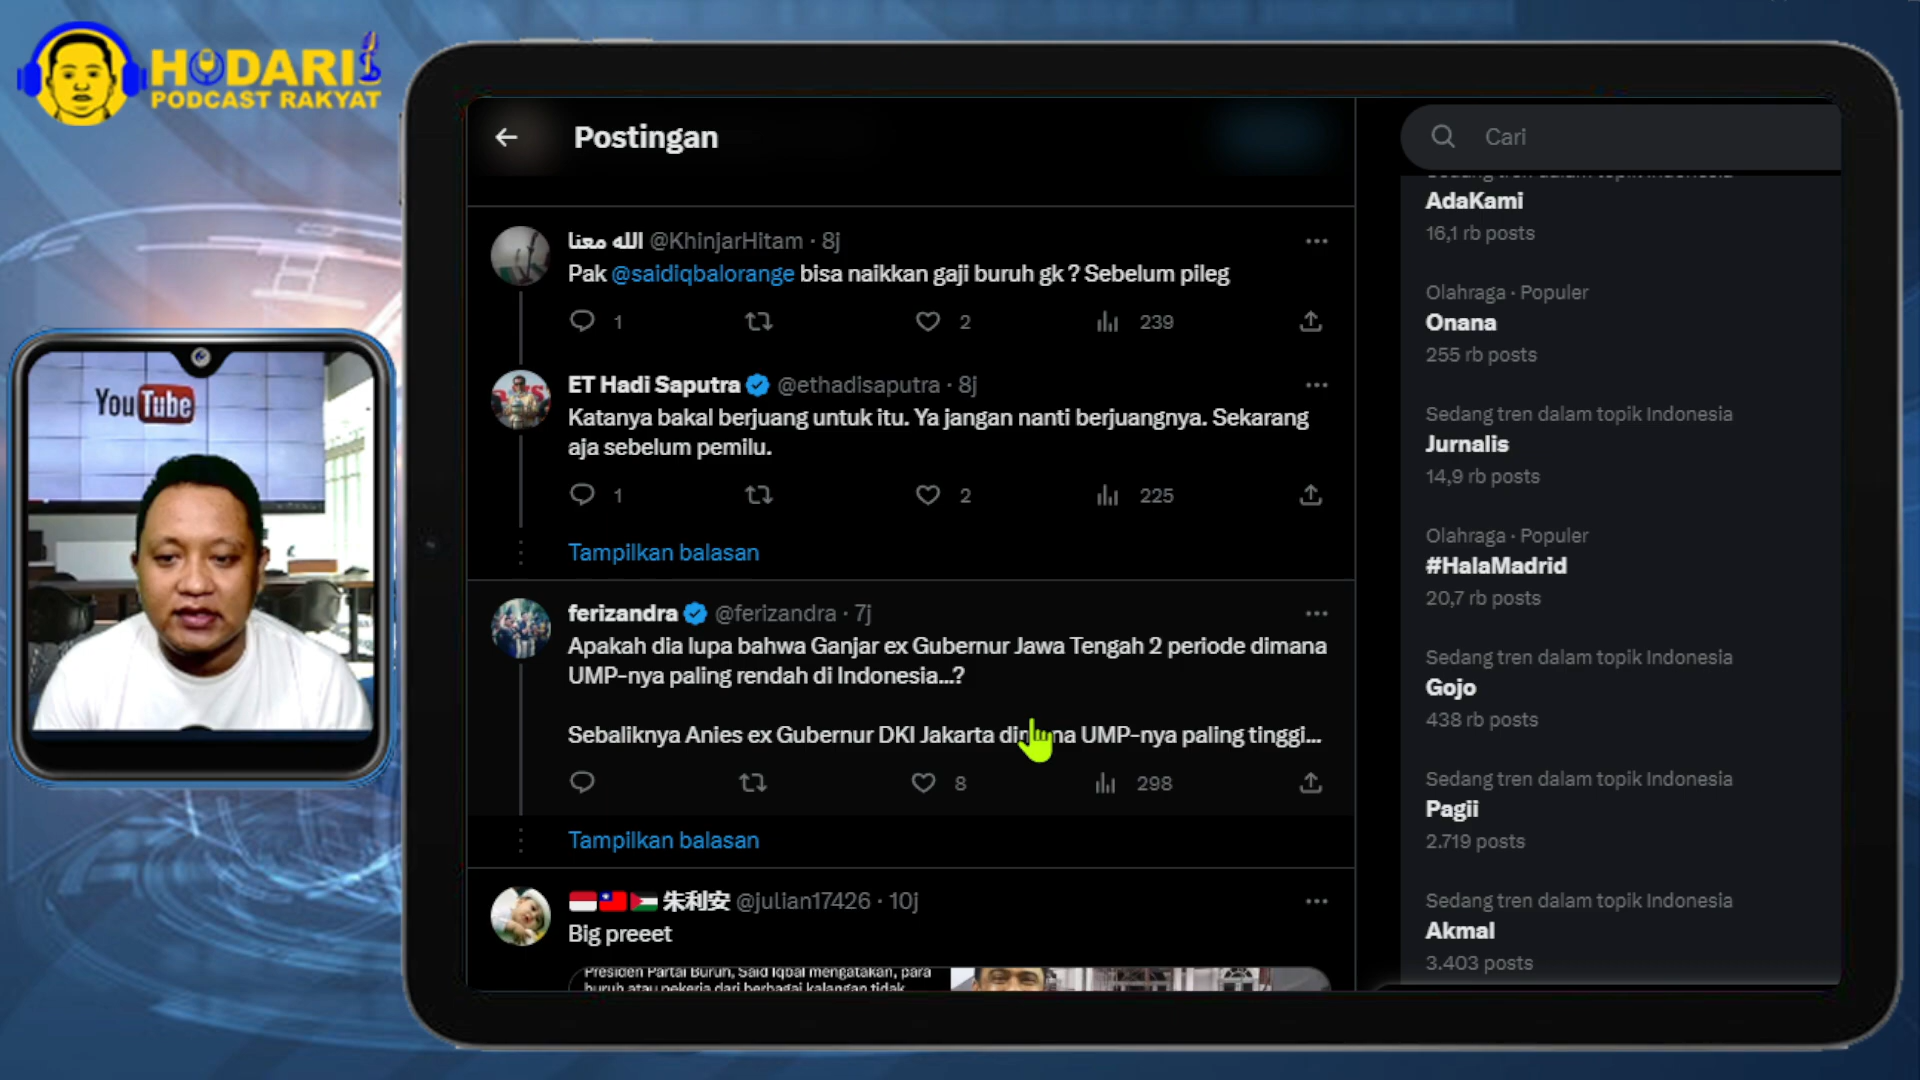 HODARI
PODCAST RAKYAT
YouTube
Postingan
الله معنا @KhinjarHitam · 8j
Pak @saidiqbalorange bisa naikkan gaji buruh gk ? Sebelum pileg
1 2 239
ET Hadi Saputra @ethadisaputra · 8j
Katanya bakal berjuang untuk itu. Ya jangan nanti berjuangnya. Sekarang
aja sebelum pemilu.
1 2 225
Tampilkan balasan
ferizandra @ferizandra · 7j
Apakah dia lupa bahwa Ganjar ex Gubernur Jawa Tengah 2 periode dimana
UMP-nya paling rendah di Indonesia...?
Sebaliknya Anies ex Gubernur DKI Jakarta dimana UMP-nya paling tinggi...
8 298
Tampilkan balasan
朱利安 @julian17426 · 10j
Big preeet
Presiden Partai Buruh, Said Iqbal mengatakan, para
buruh atau pekerja dari berbagai kalangan tidak
Cari
Sedang tren dalam topik Indonesia
AdaKami
16,1 rb posts
Olahraga · Populer
Onana
255 rb posts
Sedang tren dalam topik Indonesia
Jurnalis
14,9 rb posts
Olahraga · Populer
#HalaMadrid
20,7 rb posts
Sedang tren dalam topik Indonesia
Gojo
438 rb posts
Sedang tren dalam topik Indonesia
Pagii
2.719 posts
Sedang tren dalam topik Indonesia
Akmal
3.403 posts